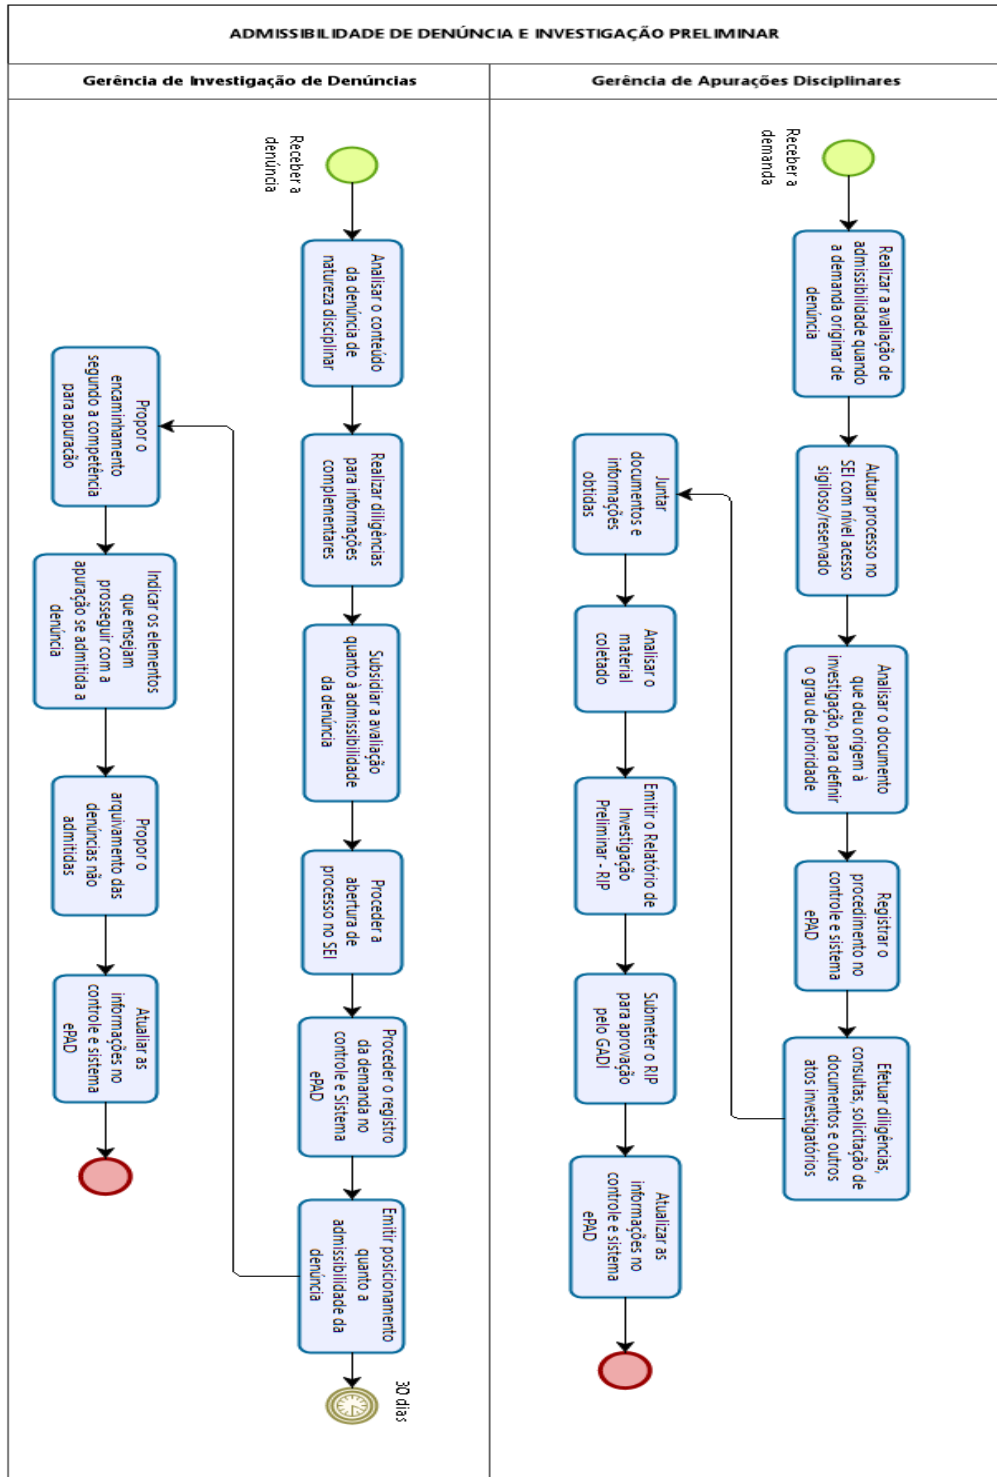 ADMISSIBILIDADE DE DENÚNCIA E INVESTIGAÇÃO PRELIMINAR
Gerência de Investigação de Denúncias
Receber a
denúncia
Analisar o conteúdo
da denúncia de
natureza disciplinar
Realizar diligências
para informações
complementares
Subsidiar a avaliação
quanto à admissibilidade
da denúncia
Proceder a
abertura de
processo no SEI
Proceder o registro
da demanda no
controle e Sistema
ePAD
Emitir posicionamento
quanto a
admissibilidade da
denúncia
30 dias
Propor o
encaminhamento
segundo a competência
para apuração
Indicar os elementos
que ensejam
prosseguir com a
apuração se admitida a
denúncia
Propor o
arquivamento das
denúncias não
admitidas
Atualiar as
informações no
controle e sistema
ePAD
Gerência de Apurações Disciplinares
Receber a
demanda
Realizar a avaliação de
admissibilidade quando
a demanda originar de
denúncia
Autuar processo no
SEI com nível acesso
sigiloso/reservado
Analisar o documento
que deu origem à
investigação, para definir
o grau de prioridade
Registrar o
procedimento no
controle e sistema
ePAD
Efetuar diligências,
consultas, solicitação de
documentos e outros
atos investigatórios
Juntar
documentos e
informações
obtidas
Analisar o
material
coletado
Emitir o Relatório de
Investigação
Preliminar - RIP
Submeter o RIP
para aprovação
pelo GADI
Atualizar as
informações no
controle e sistema
ePAD